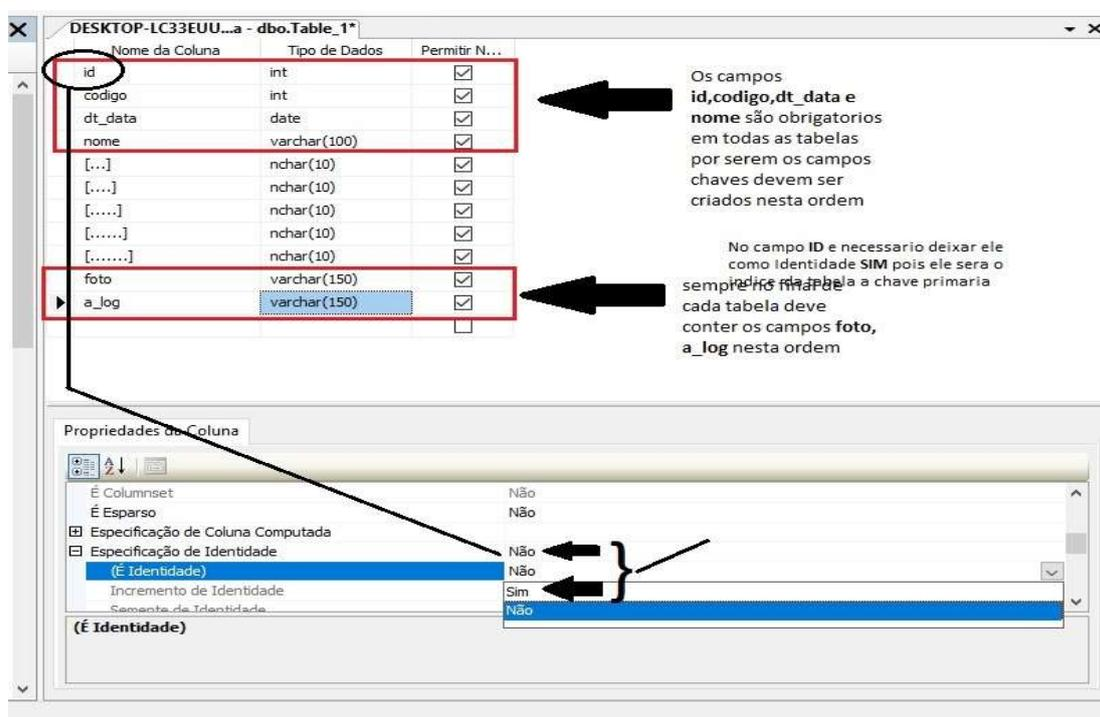 DESKTOP-LC33EUU...a - dbo.Table_1*
Nome da Coluna Tipo de Dados Permitir N...
id int
codigo int
dt_data date
nome varchar(100)
[...] nchar(10)
[....] nchar(10)
[.....] nchar(10)
[......] nchar(10)
[.......] nchar(10)
foto varchar(150)
a_log varchar(150)
Os campos
id,codigo,dt_data e
nome são obrigatorios
em todas as tabelas
por serem os campos
chaves devem ser
criados nesta ordem
No campo ID e necessario deixar ele
como Identidade SIM pois ele sera o
indice da tabela a chave primaria
sempre no final de
cada tabela deve
conter os campos foto,
a_log nesta ordem
Propriedades da Coluna
É Columnset Não
É Esparso Não
Especificação de Coluna Computada
Especificação de Identidade Não
(É Identidade) Não
Incremento de Identidade Sim
Semente de Identidade Não
(É Identidade)